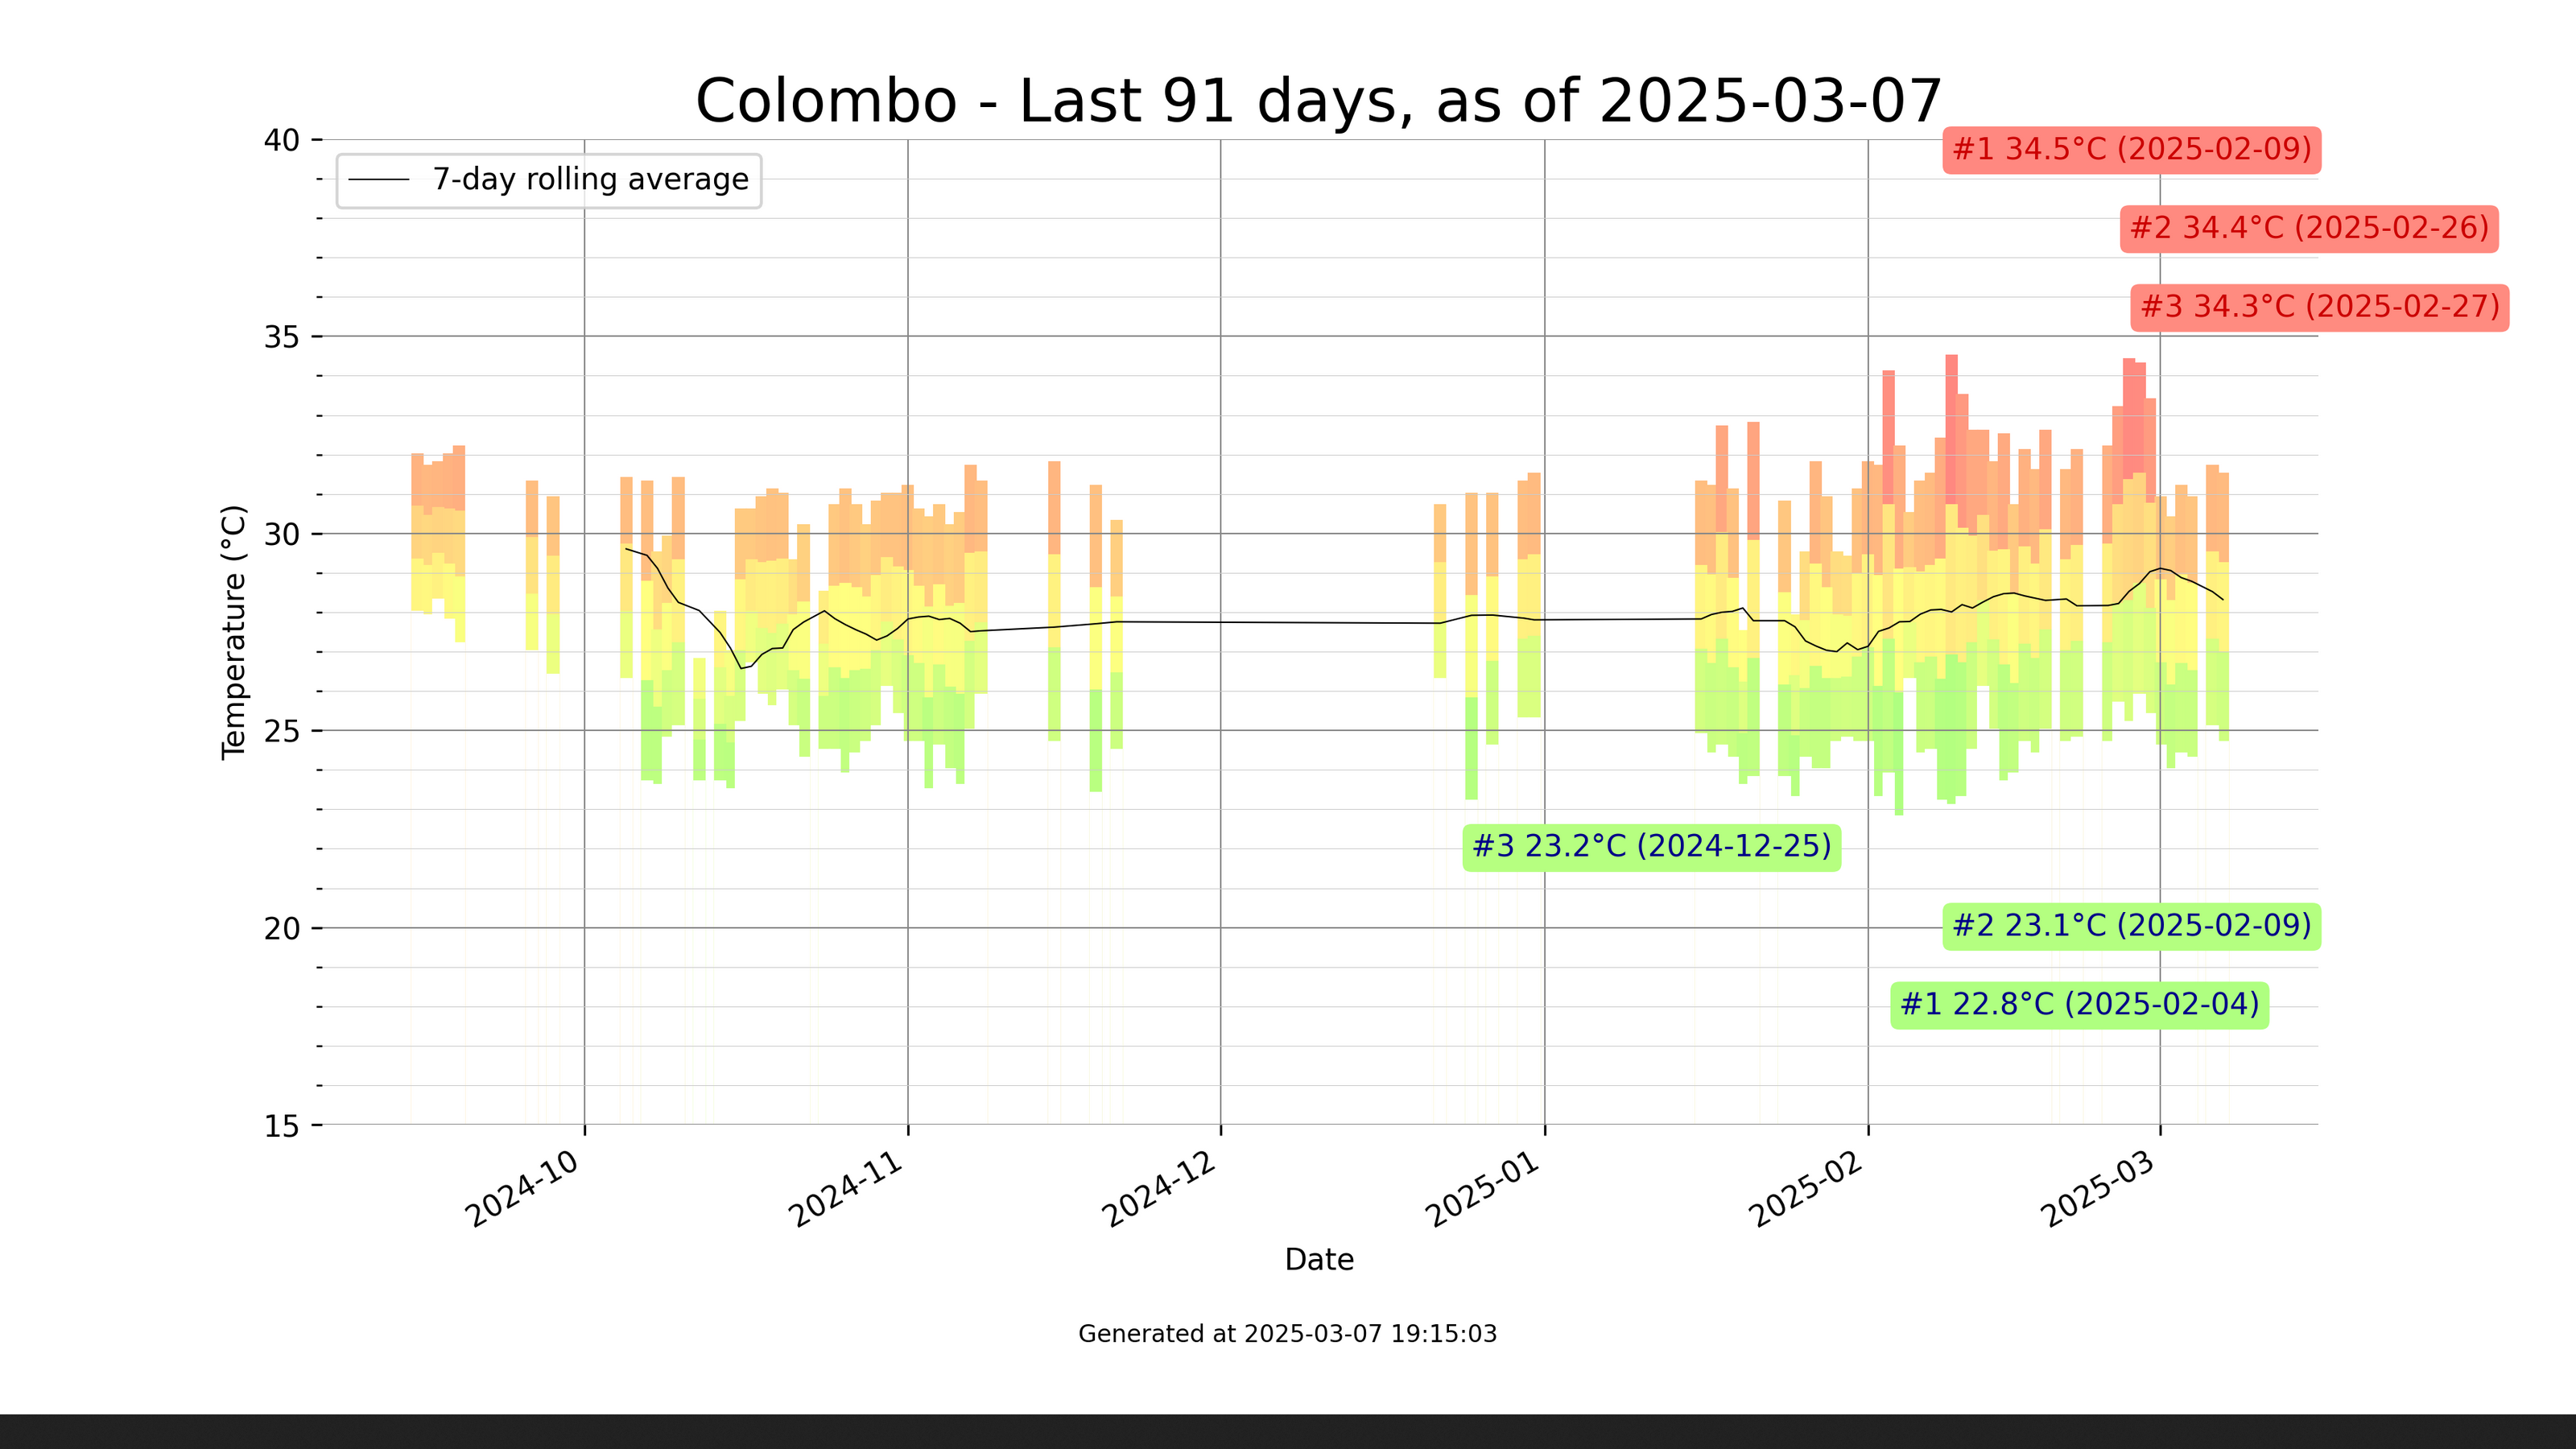 Colombo - Last 91 days, as of 2025-03-07
40
#1 34.5°C (2025-02-09)
7-day rolling average
#2 34.4°C (2025-02-26)
#3 34.3°C (2025-02-27)
35
30
Temperature (°C)
25
#3 23.2°C (2024-12-25)
20
#2 23.1°C (2025-02-09)
#1 22.8°C (2025-02-04)
15
2024-10
2024-11
2024-12
2025-01
2025-02
2025-03
Date
Generated at 2025-03-07 19:15:03